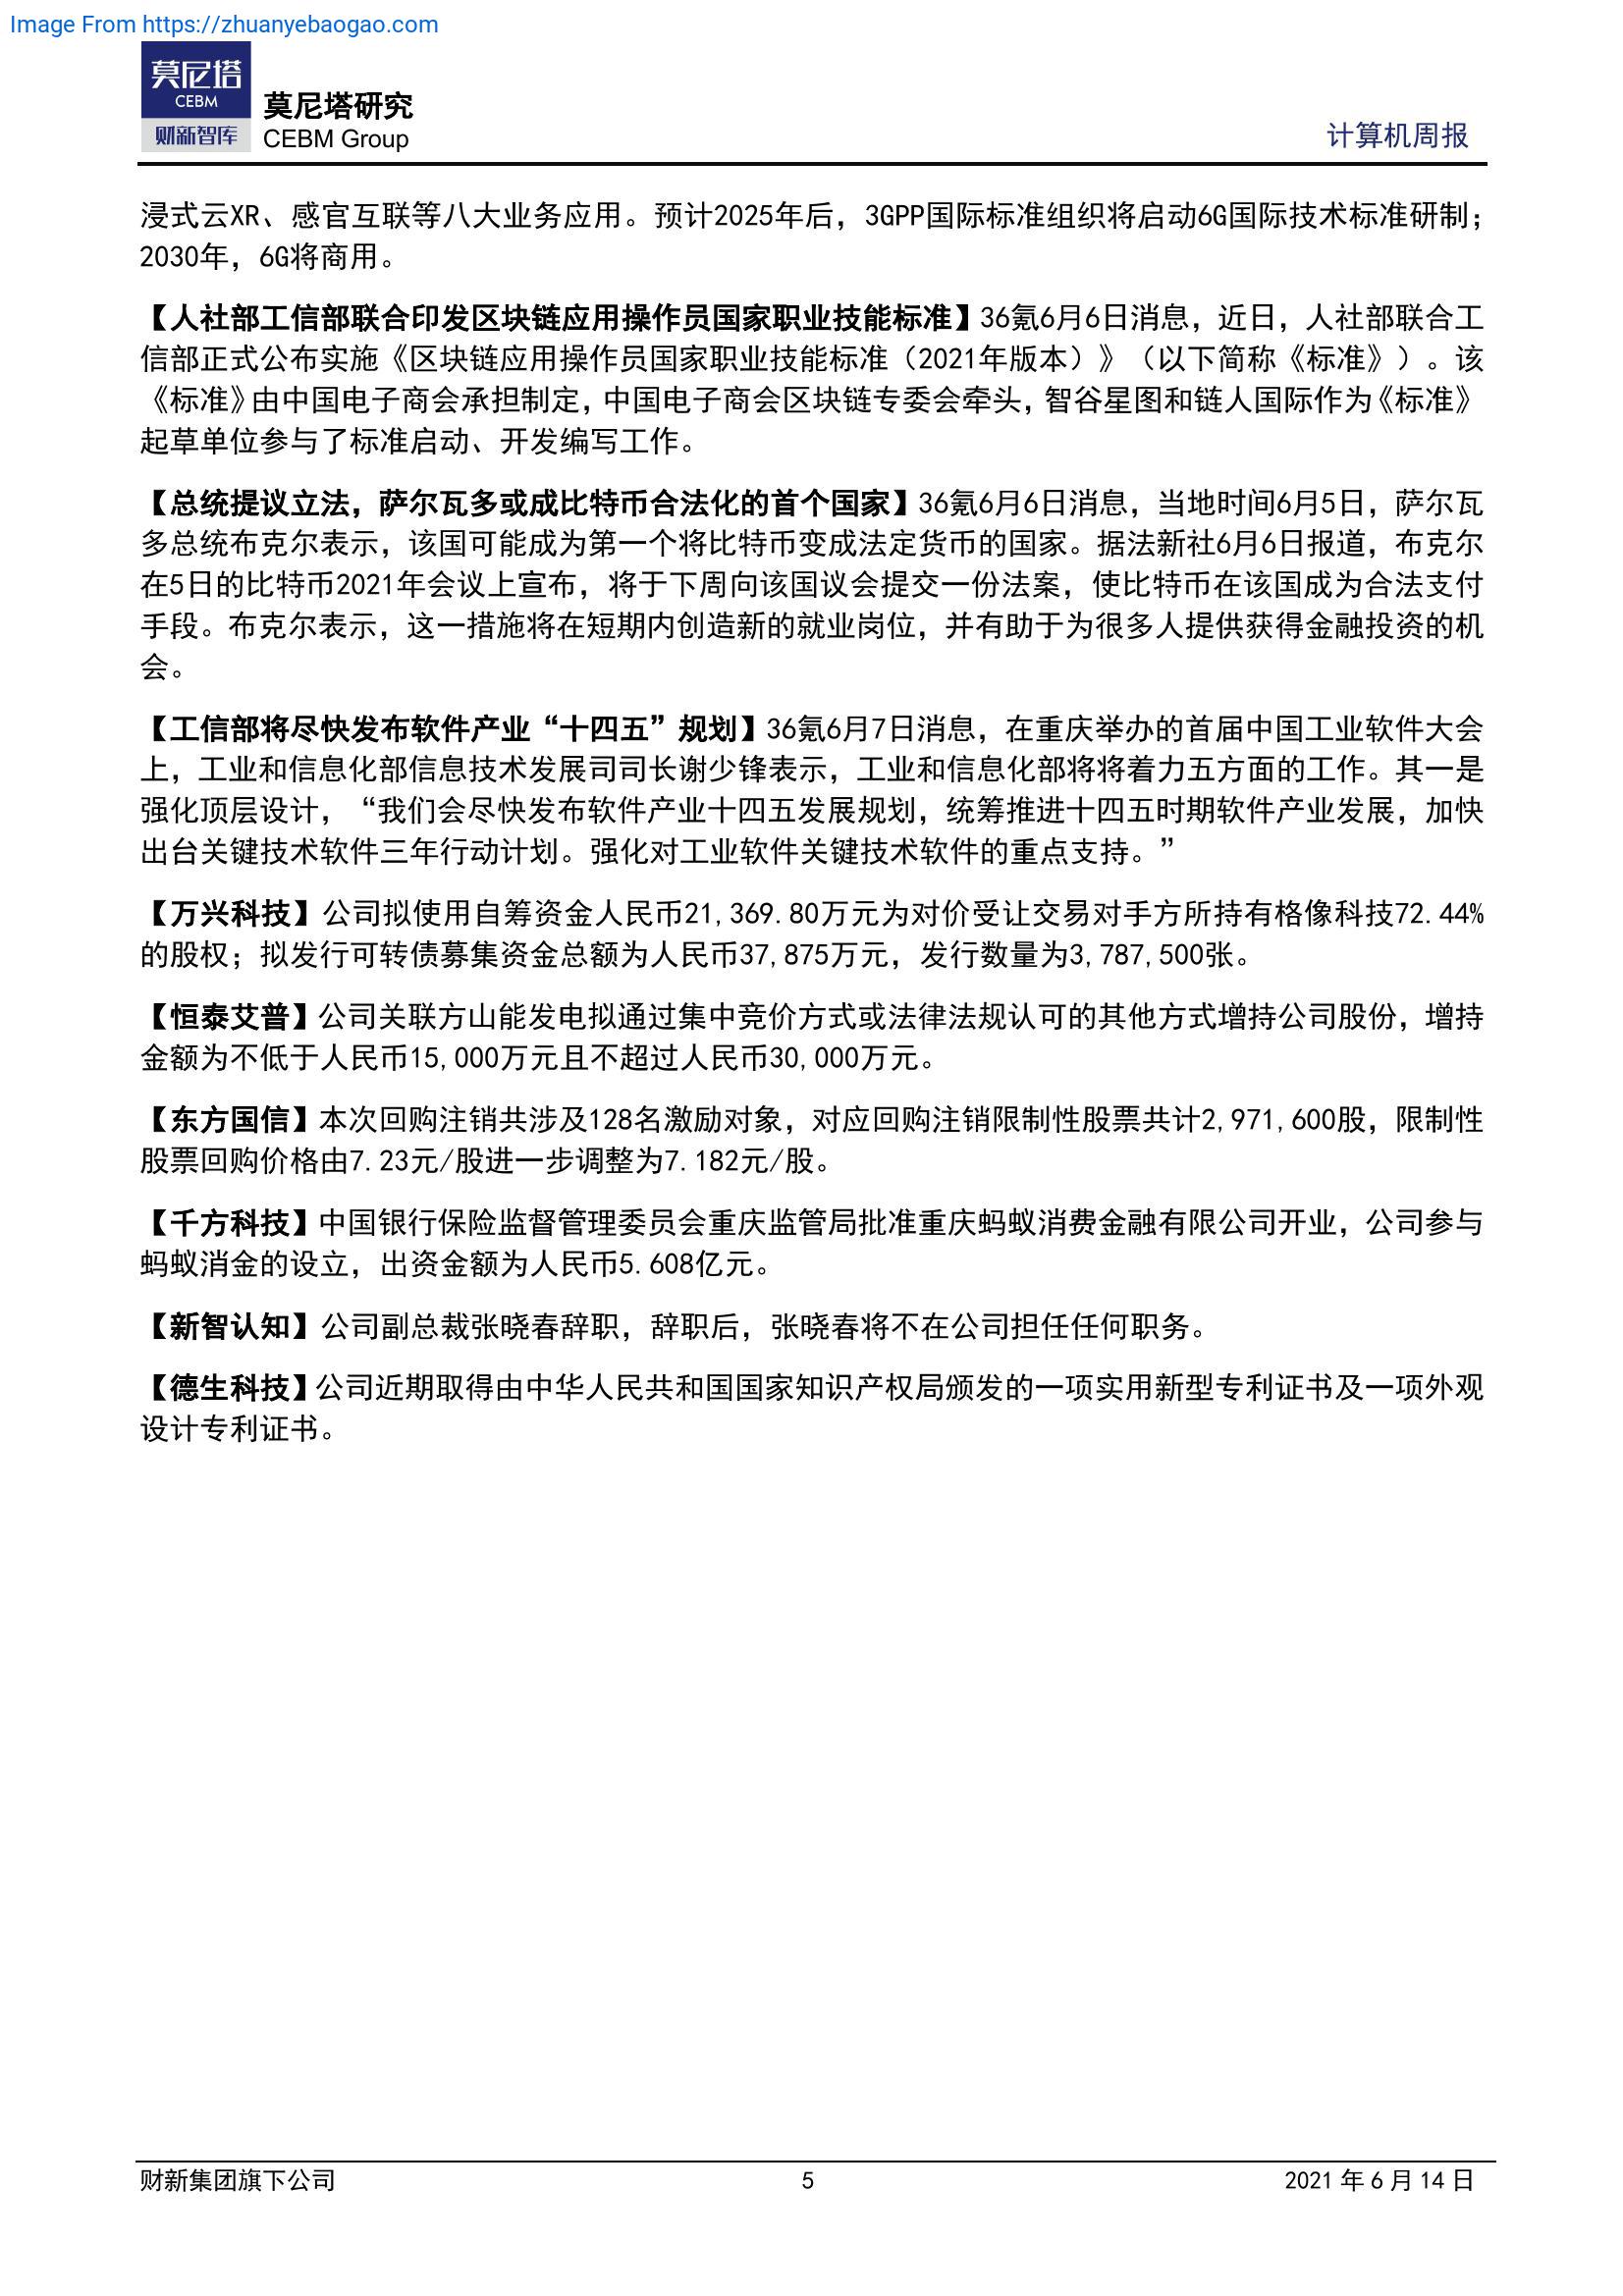 Image From https://zhuanyebaogao.com
莫尼塔
CEBM
财新智库
莫尼塔研究
CEBM Group
计算机周报
浸式云XR、感官互联等八大业务应用。预计2025年后，3GPP国际标准组织将启动6G国际技术标准研制；
2030年，6G将商用。
【人社部工信部联合印发区块链应用操作员国家职业技能标准】36氪6月6日消息，近日，人社部联合工
信部正式公布实施《区块链应用操作员国家职业技能标准（2021年版本）》（以下简称《标准》）。该
《标准》由中国电子商会承担制定，中国电子商会区块链专委会牵头，智谷星图和链人国际作为《标准》
起草单位参与了标准启动、开发编写工作。
【总统提议立法，萨尔瓦多或成比特币合法化的首个国家】36氪6月6日消息，当地时间6月5日，萨尔瓦
多总统布克尔表示，该国可能成为第一个将比特币变成法定货币的国家。据法新社6月6日报道，布克尔
在5日的比特币2021年会议上宣布，将于下周向该国议会提交一份法案，使比特币在该国成为合法支付
手段。布克尔表示，这一措施将在短期内创造新的就业岗位，并有助于为很多人提供获得金融投资的机
会。
【工信部将尽快发布软件产业“十四五”规划】36氪6月7日消息，在重庆举办的首届中国工业软件大会
上，工业和信息化部信息技术发展司司长谢少锋表示，工业和信息化部将将着力五方面的工作。其一是
强化顶层设计，“我们会尽快发布软件产业十四五发展规划，统筹推进十四五时期软件产业发展，加快
出台关键技术软件三年行动计划。强化对工业软件关键技术软件的重点支持。”
【万兴科技】公司拟使用自筹资金人民币21,369.80万元为对价受让交易对手方所持有格像科技72.44%
的股权；拟发行可转债募集资金总额为人民币37,875万元，发行数量为3,787,500张。
【恒泰艾普】公司关联方山能发电拟通过集中竞价方式或法律法规认可的其他方式增持公司股份，增持
金额为不低于人民币15,000万元且不超过人民币30,000万元。
【东方国信】本次回购注销共涉及128名激励对象，对应回购注销限制性股票共计2,971,600股，限制性
股票回购价格由7.23元/股进一步调整为7.182元/股。
【千方科技】中国银行保险监督管理委员会重庆监管局批准重庆蚂蚁消费金融有限公司开业，公司参与
蚂蚁消金的设立，出资金额为人民币5.608亿元。
【新智认知】公司副总裁张晓春辞职，辞职后，张晓春将不在公司担任任何职务。
【德生科技】公司近期取得由中华人民共和国国家知识产权局颁发的一项实用新型专利证书及一项外观
设计专利证书。
财新集团旗下公司 5 2021 年 6 月 14 日